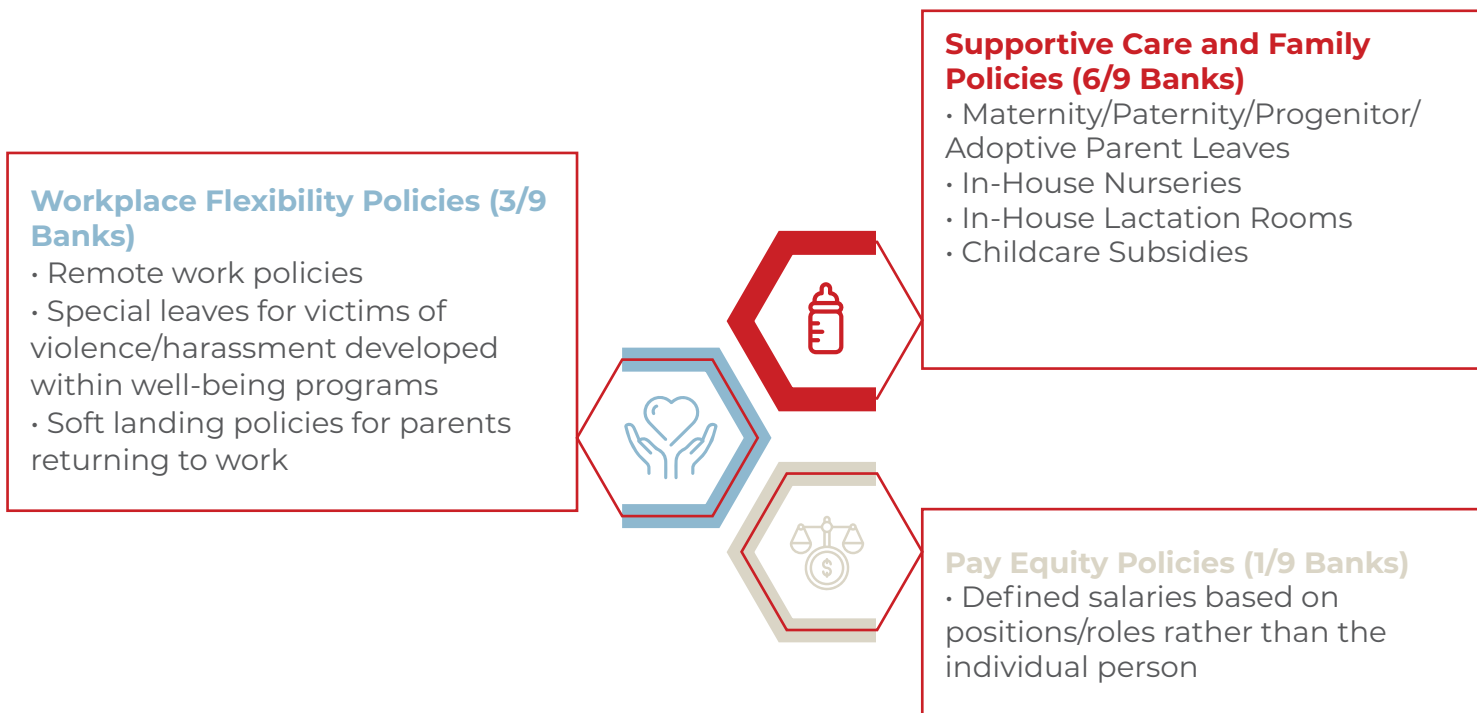 Supportive Care and Family
Policies (6/9 Banks)
• Maternity/Paternity/Progenitor/
Adoptive Parent Leaves
• In-House Nurseries
• In-House Lactation Rooms
• Childcare Subsidies
Workplace Flexibility Policies (3/9
Banks)
• Remote work policies
• Special leaves for victims of
violence/harassment developed
within well-being programs
• Soft landing policies for parents
returning to work
$
Pay Equity Policies (1/9 Banks)
• Defined salaries based on
positions/roles rather than the
individual person